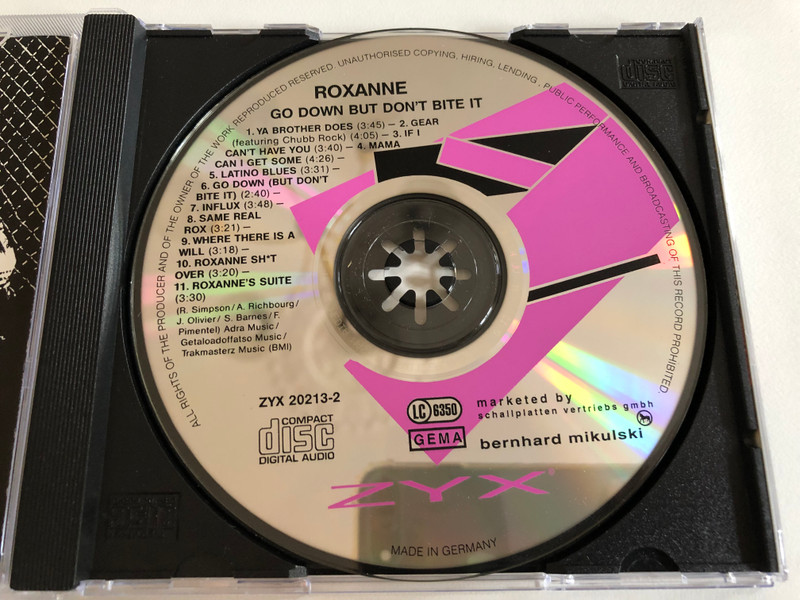 ALL RIGHTS OF THE PRODUCER AND OF THE OWNER OF THE WORK REPRODUCED RESERVED. UNAUTHORISED COPYING, HIRING, LENDING, PUBLIC PERFORMANCE AND BROADCASTING OF THIS RECORD PROHIBITED.
ROXANNE
GO DOWN BUT DON'T BITE IT
1. YA BROTHER DOES (3:45) – 2. GEAR
(featuring Chubb Rock) (4:05) – 3. IF I
CAN'T HAVE YOU (3:40) – 4. MAMA
CAN I GET SOME (4:26) –
5. LATINO BLUES (3:31) –
6. GO DOWN (BUT DON'T
BITE IT) (2:40) –
7. INFLUX (3:48) –
8. SAME REAL
ROX (3:21) –
9. WHERE THERE IS A
WILL (3:18) –
10. ROXANNE SH*T
OVER (3:20) –
11. ROXANNE'S SUITE
(3:30)
(R. Simpson/A. Richbourg/
J. Olivier/S. Barnes/F.
Pimentel) Adra Music/
Getaloadoffatso Music/
Trakmasterz Music (BMI)
ZYX 20213-2
COMPACT
disc
DIGITAL AUDIO
LC 6350
GEMA
marketed by
schallplatten vertriebs gmbh
bernhard mikulski
ZYX®
MADE IN GERMANY